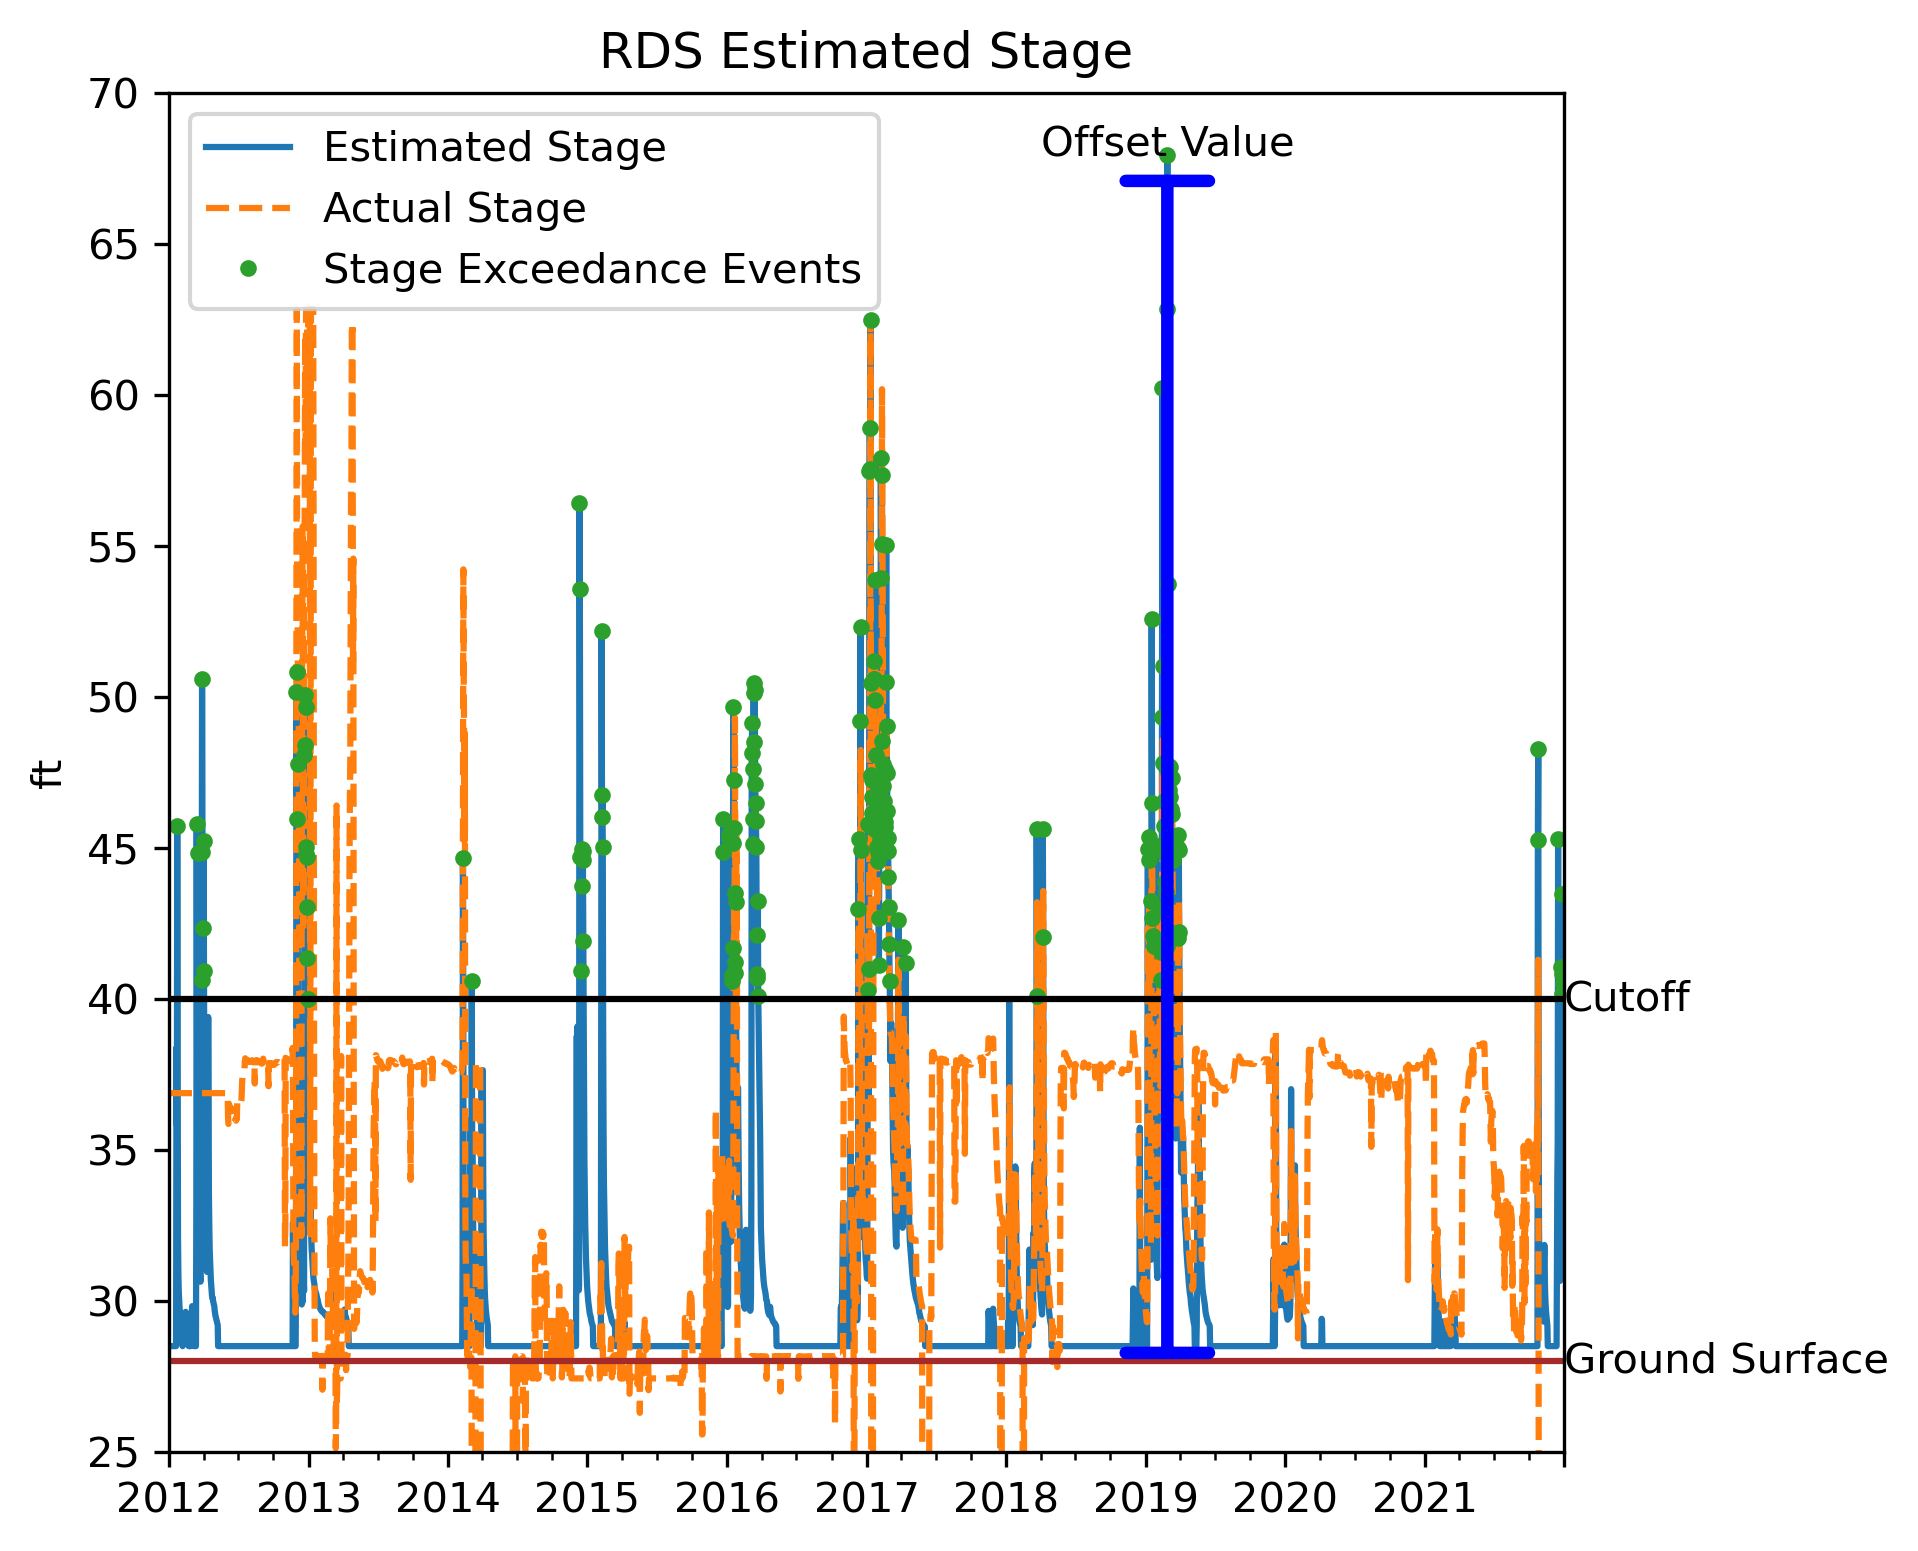 RDS Estimated Stage
70
65
60
55
50
45
40
35
30
25
ft
Estimated Stage
Actual Stage
Stage Exceedance Events
Offset Value
Cutoff
Ground Surface
2012 2013 2014 2015 2016 2017 2018 2019 2020 2021